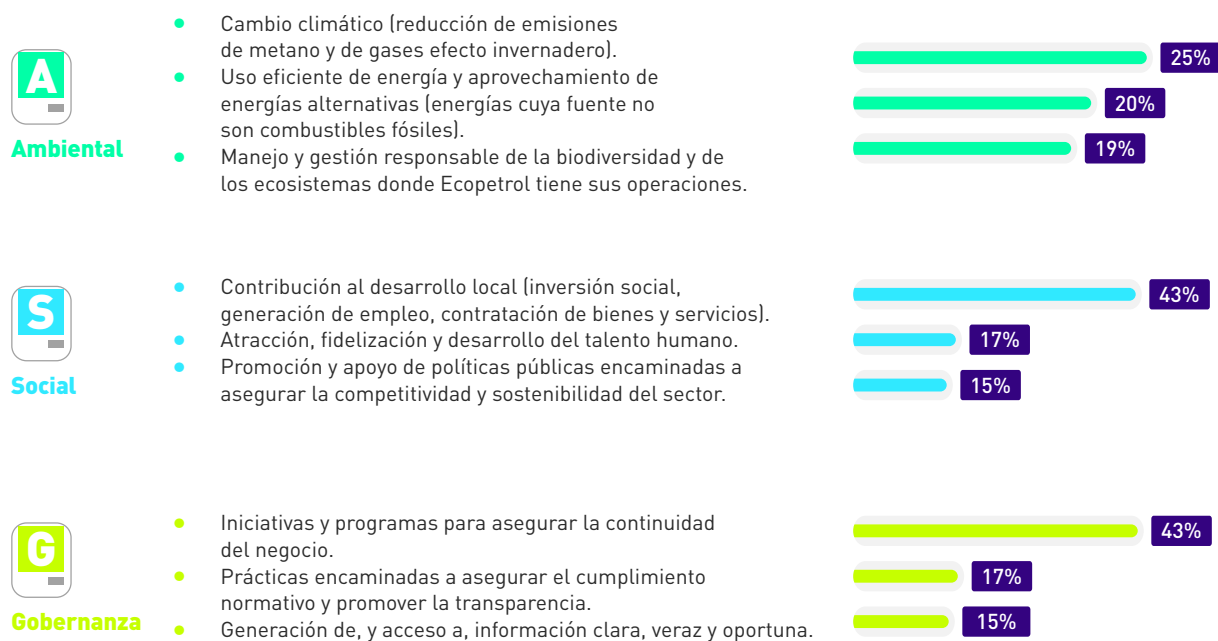 A
Ambiental
Cambio climático (reducción de emisiones
de metano y de gases efecto invernadero).
Uso eficiente de energía y aprovechamiento de
energías alternativas (energías cuya fuente no
son combustibles fósiles).
Manejo y gestión responsable de la biodiversidad y de
los ecosistemas donde Ecopetrol tiene sus operaciones.
25%
20%
19%
S
Social
Contribución al desarrollo local (inversión social,
generación de empleo, contratación de bienes y servicios).
Atracción, fidelización y desarrollo del talento humano.
Promoción y apoyo de políticas públicas encaminadas a
asegurar la competitividad y sostenibilidad del sector.
43%
17%
15%
G
Gobernanza
Iniciativas y programas para asegurar la continuidad
del negocio.
Prácticas encaminadas a asegurar el cumplimiento
normativo y promover la transparencia.
Generación de, y acceso a, información clara, veraz y oportuna.
43%
17%
15%